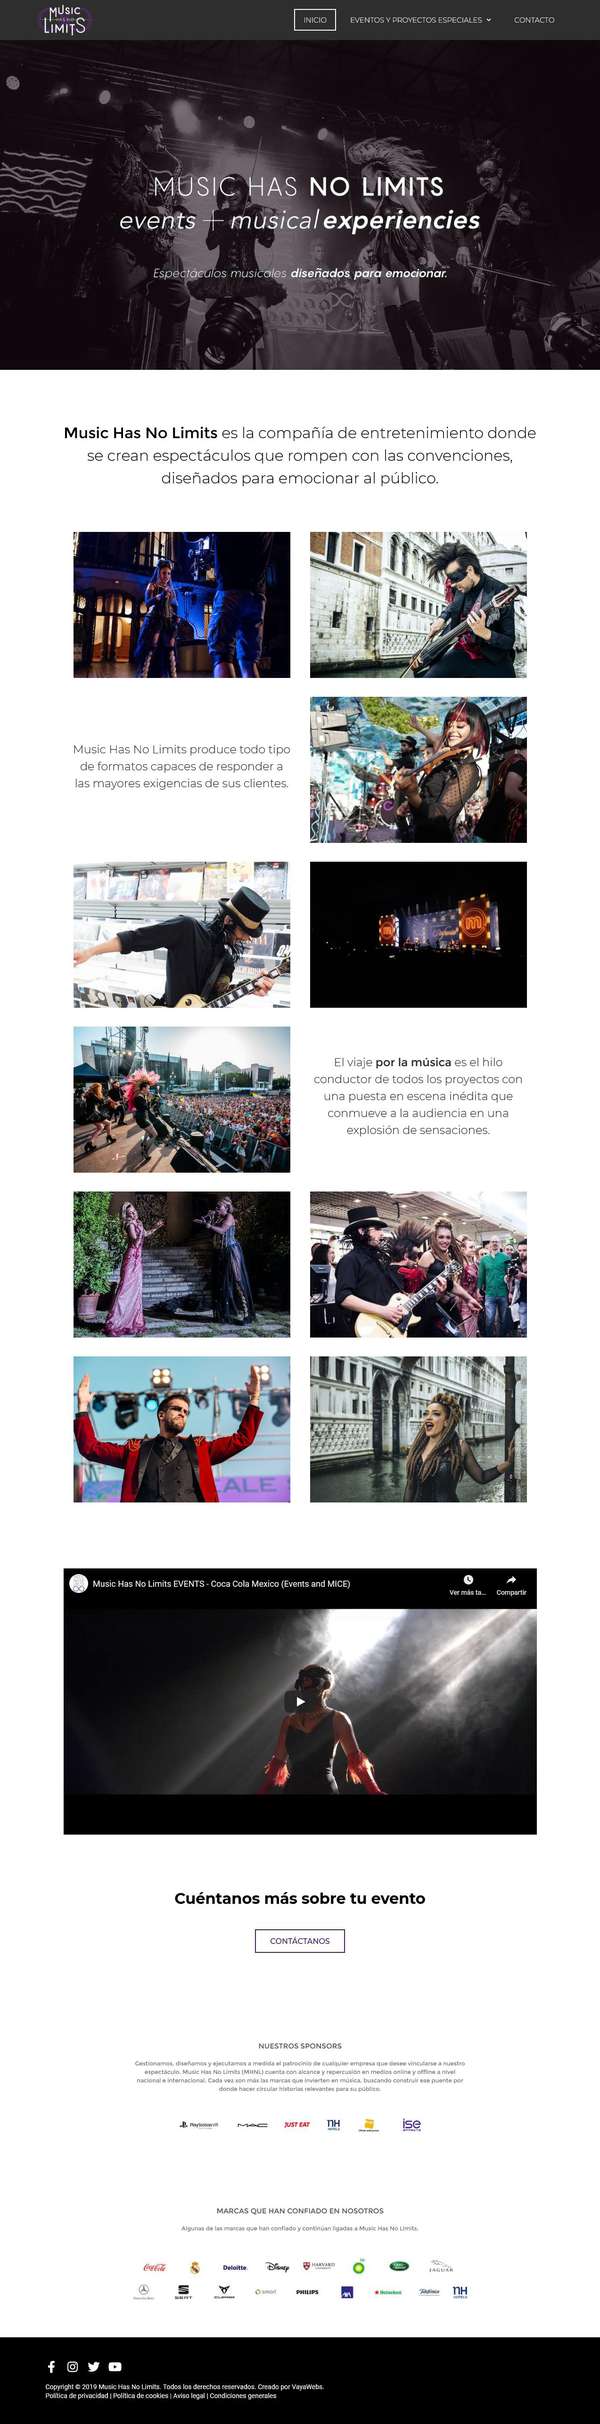 MUSIC
HAS NO
LIMITS
INICIO
EVENTOS Y PROYECTOS ESPECIALES
CONTACTO
MUSIC HAS NO LIMITS
events + musical experiencies
Espectáculos musicales diseñados para emocionar.
Music Has No Limits es la compañía de entretenimiento donde
se crean espectáculos que rompen con las convenciones,
diseñados para emocionar al público.
Music Has No Limits produce todo tipo
de formatos capaces de responder a
las mayores exigencias de sus clientes.
El viaje por la música es el hilo
conductor de todos los proyectos con
una puesta en escena inédita que
conmueve a la audiencia en una
explosión de sensaciones.
Music Has No Limits EVENTS - Coca Cola Mexico (Events and MICE)
Ver más ta...
Compartir
Cuéntanos más sobre tu evento
CONTÁCTANOS
NUESTROS SPONSORS
Gestionamos, diseñamos y ejecutamos a medida el patrocinio de cualquier empresa que desee vincularse a nuestro
espectáculo. Music Has No Limits (MHNL) cuenta con alcance y repercusión en medios online y offline a nivel
nacional e internacional. Cada vez son más las marcas que invierten en música, buscando construir ese puente por
donde hacer circular historias relevantes para su público.
PlayStation VR
MAC
JUST EAT
NH
HOTELS
ise
EFFECTS
MARCAS QUE HAN CONFIADO EN NOSOTROS
Algunas de las marcas que han confiado y continúan ligadas a Music Has No Limits.
Coca-Cola
Deloitte.
Disney
HARVARD
UNIVERSITY
bp
JAGUAR
Mercedes-Benz
SEAT
CUPRA
PHILIPS
AXA
Heineken
Telefónica
NH
HOTELS
Copyright © 2019 Music Has No Limits. Todos los derechos reservados. Creado por VayaWebs.
Política de privacidad | Política de cookies | Aviso legal | Condiciones generales